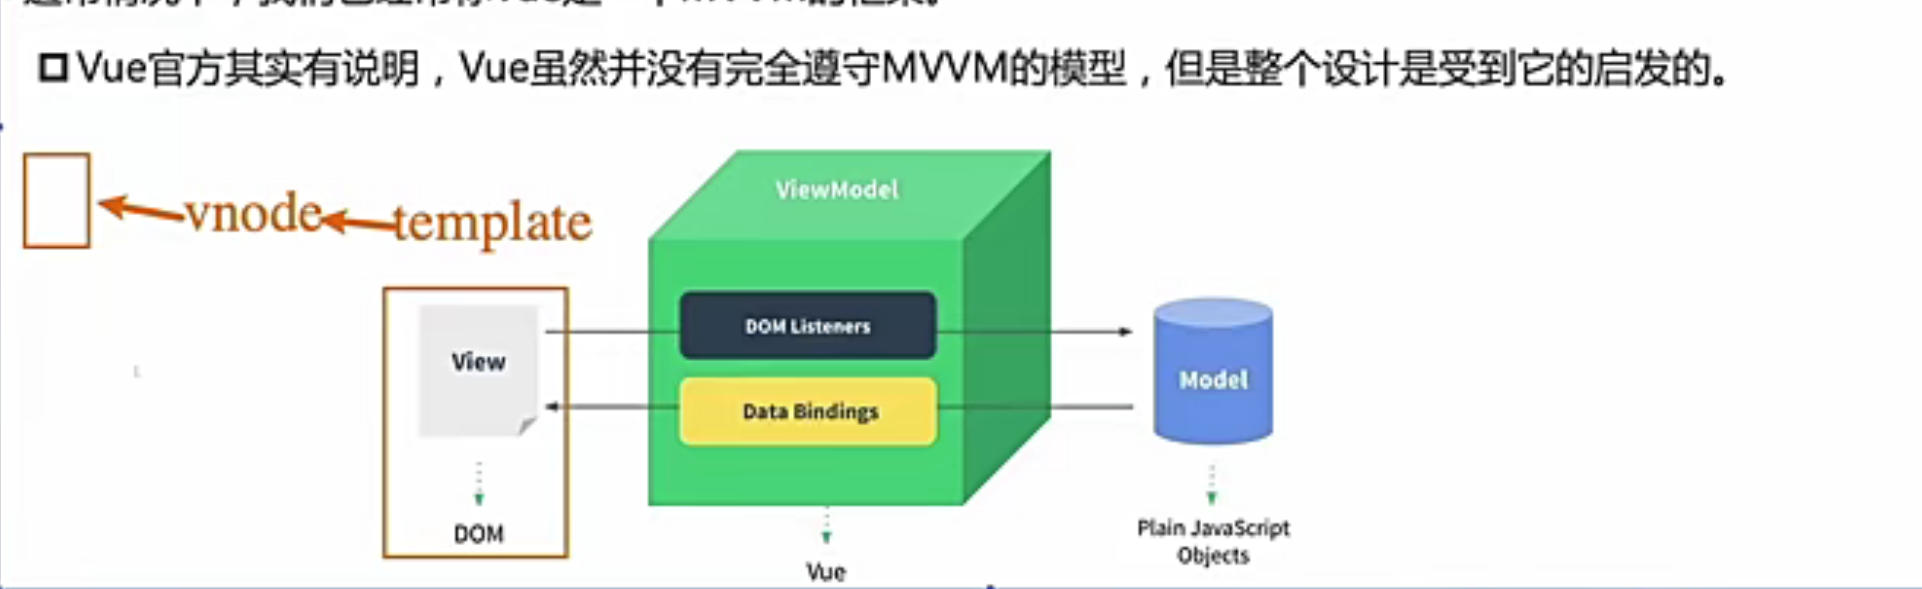 Vue官方其实有说明，Vue虽然并没有完全遵守MVVM的模型，但是整个设计是受到它的启发的。
ViewModel
vnode template
DOM Listeners
View
Model
Data Bindings
DOM
Plain JavaScript
Objects
Vue